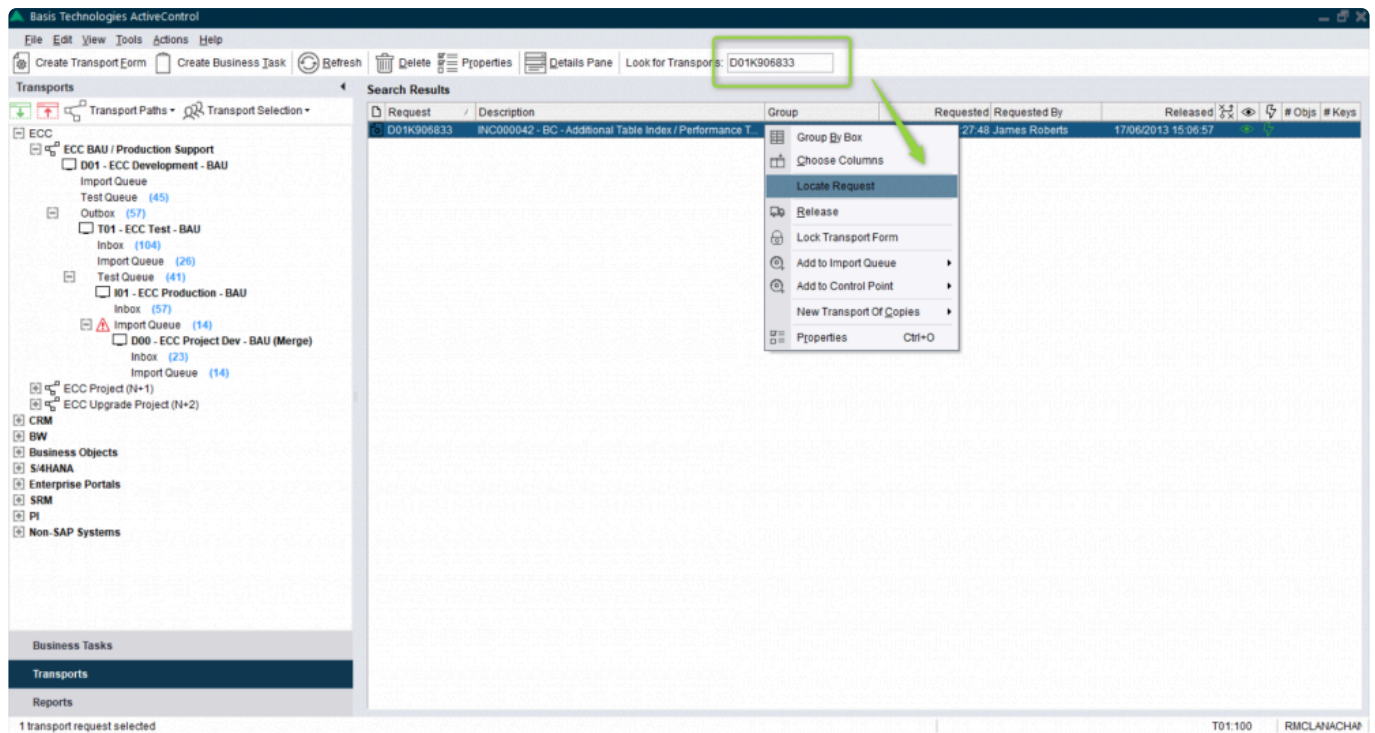 Basis Technologies ActiveControl
File Edit View Tools Actions Help
Create Transport Form Create Business Task Refresh Delete Properties Details Pane Look for Transports: D01K906833
Transports
Transport Paths Transport Selection
ECC
ECC BAU / Production Support
D01 - ECC Development - BAU
Import Queue
Test Queue (45)
Outbox (57)
T01 - ECC Test - BAU
Inbox (104)
Import Queue (26)
Test Queue (41)
I01 - ECC Production - BAU
Inbox (57)
Import Queue (14)
D00 - ECC Project Dev - BAU (Merge)
Inbox (23)
Import Queue (14)
ECC Project (N+1)
ECC Upgrade Project (N+2)
CRM
BW
Business Objects
S/4HANA
Enterprise Portals
SRM
PI
Non-SAP Systems
Business Tasks
Transports
Reports
Search Results
Request / Description Group Requested Requested By Released # Objs # Keys
D01K906833 INC000042 - BC - Additional Table Index / Performance T... :27:48 James Roberts 17/06/2013 15:06:57
Group By Box
Choose Columns
Locate Request
Release
Lock Transport Form
Add to Import Queue
Add to Control Point
New Transport Of Copies
Properties Ctrl+O
1 transport request selected T01:100 RMCLANACHAN